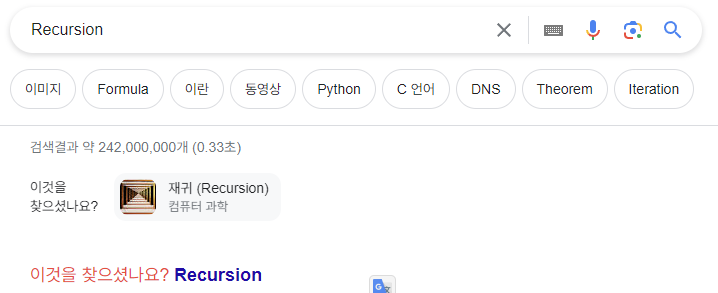 Recursion
이미지 Formula 이란 동영상 Python C 언어 DNS Theorem Iteration
검색결과 약 242,000,000개 (0.33초)
이것을
찾으셨나요?
재귀 (Recursion)
컴퓨터 과학
이것을 찾으셨나요? Recursion